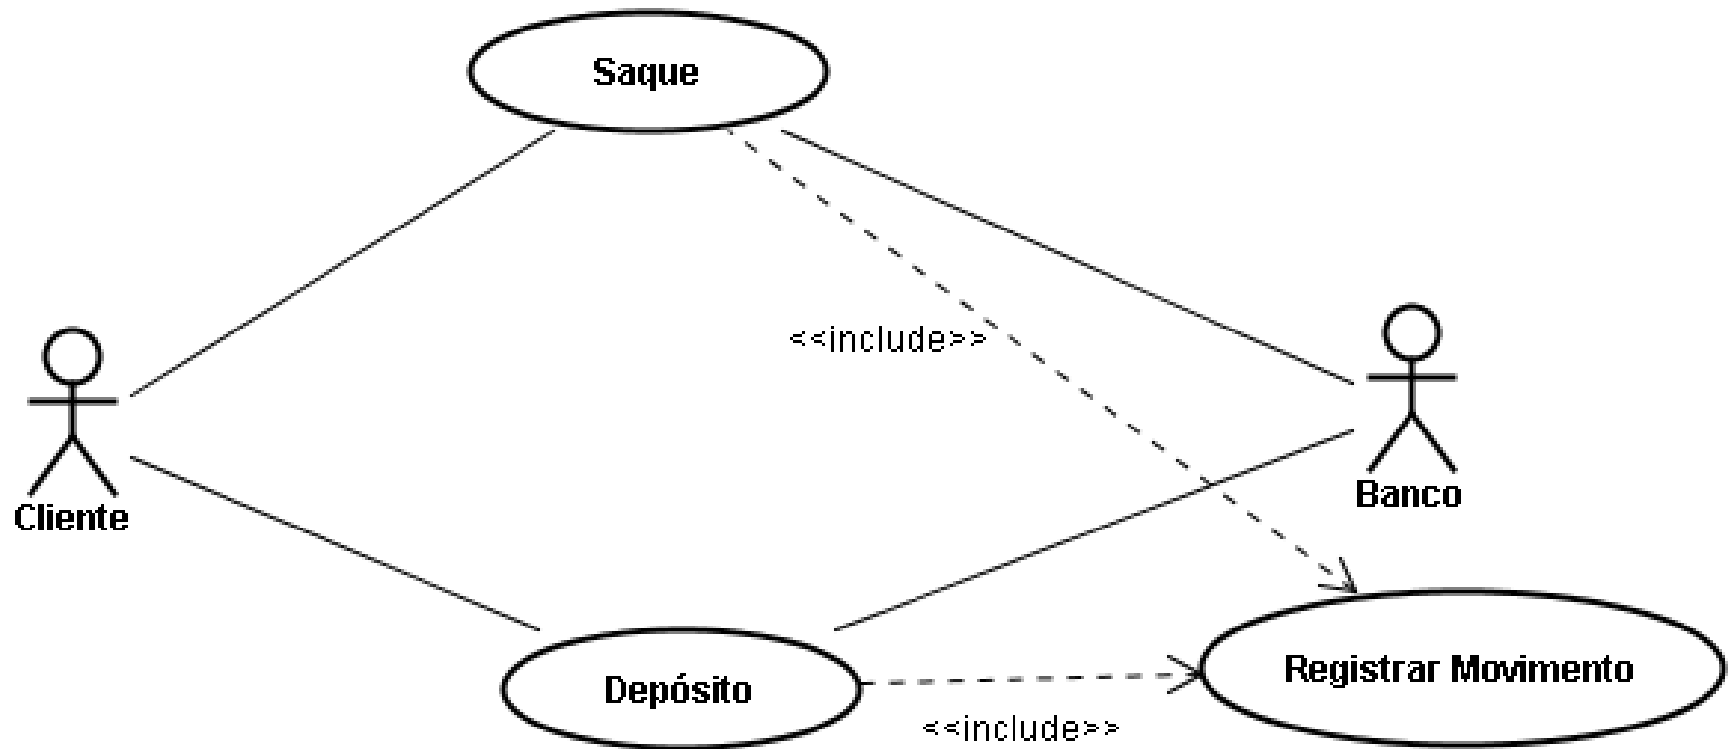 Saque
<<include>>
Cliente
Banco
Depósito
Registrar Movimento
<<include>>